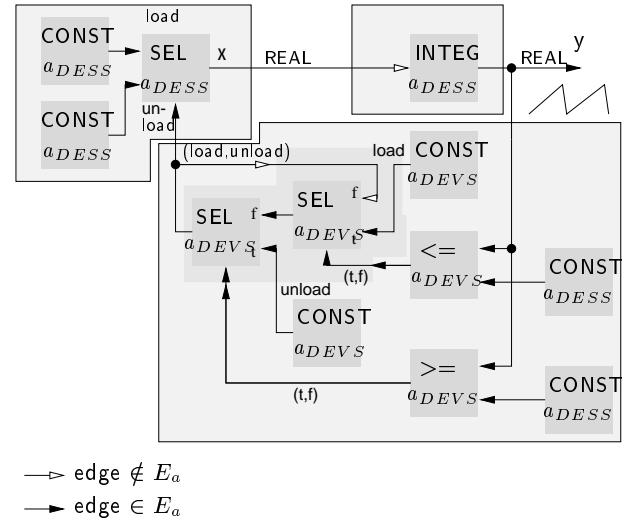 load
CONST
a_DESS
SEL
a_DESS
x
REAL
INTEG
a_DESS
REAL
y
CONST
a_DESS
un-
load
(load,unload)
load
CONST
a_DEVS
SEL
f
a_DEVS
t
SEL
f
a_DEVS
t
<=
a_DEVS
(t,f)
CONST
a_DESS
unload
CONST
a_DEVS
>=
a_DEVS
(t,f)
CONST
a_DESS
edge ∉ E_a
edge ∈ E_a